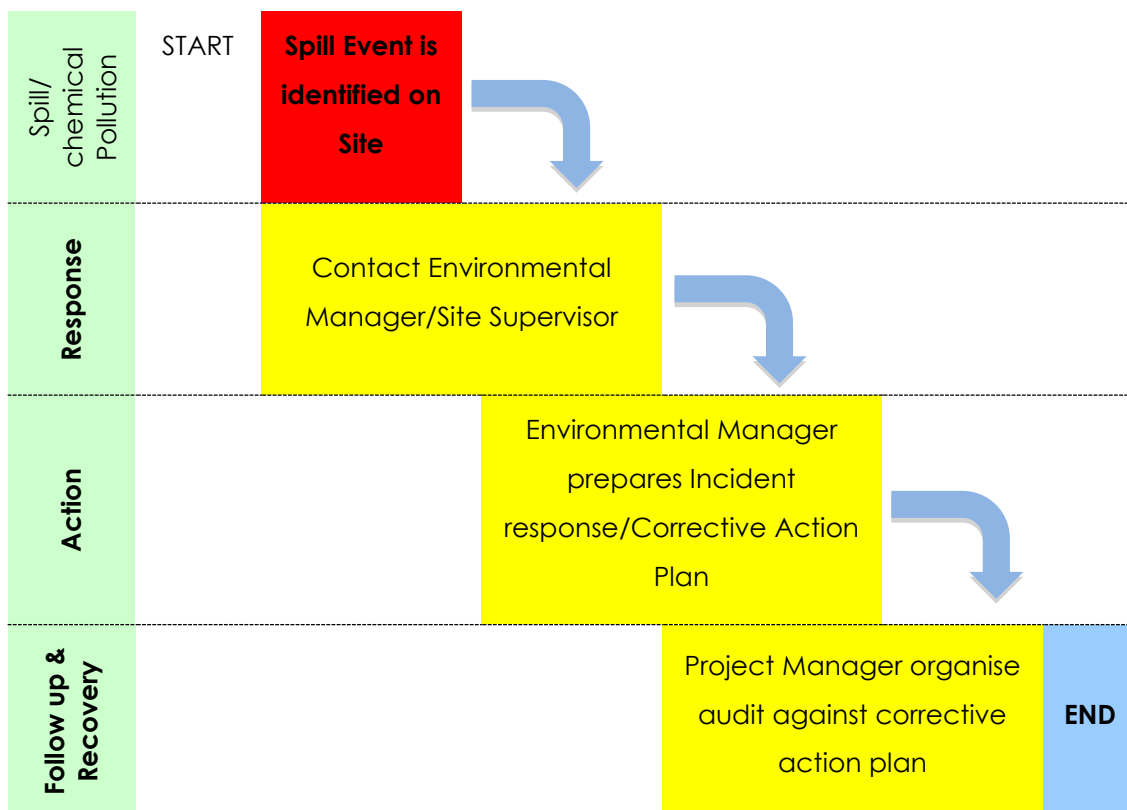 Spill/
chemical
Pollution
START
Spill Event is
identified on
Site
Response
Contact Environmental
Manager/Site Supervisor
Action
Environmental Manager
prepares Incident
response/Corrective Action
Plan
Follow up &
Recovery
Project Manager organise
audit against corrective
action plan
END